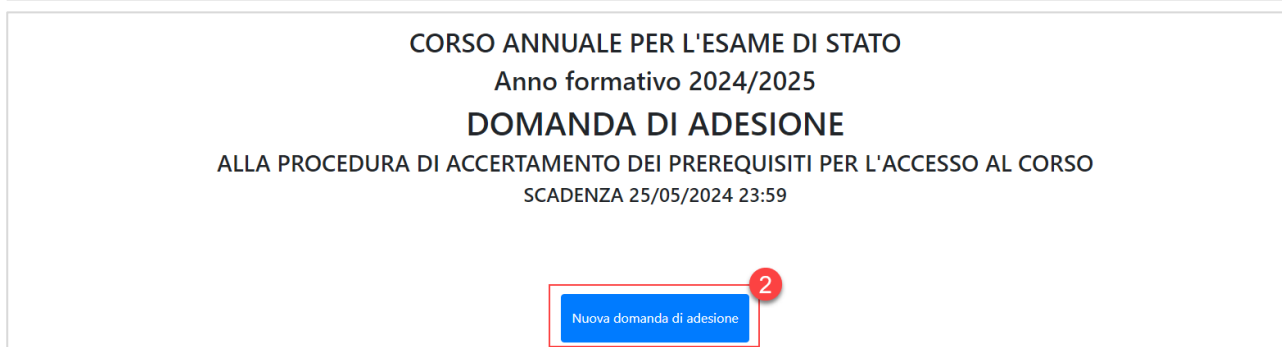 CORSO ANNUALE PER L'ESAME DI STATO
Anno formativo 2024/2025
DOMANDA DI ADESIONE
ALLA PROCEDURA DI ACCERTAMENTO DEI PREREQUISITI PER L'ACCESSO AL CORSO
SCADENZA 25/05/2024 23:59
2
Nuova domanda di adesione